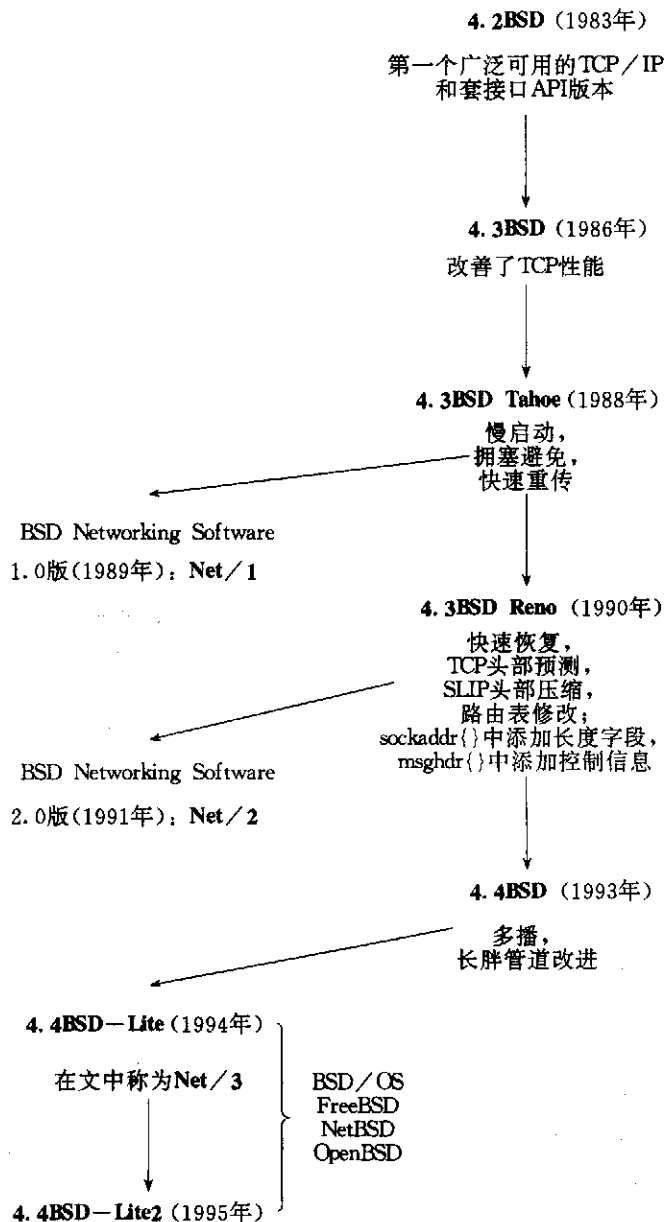 4.2BSD (1983年)
第一个广泛可用的TCP/IP
和套接口API版本
4.3BSD (1986年)
改善了TCP性能
4.3BSD Tahoe (1988年)
慢启动，
拥塞避免，
快速重传
BSD Networking Software
1.0版(1989年)：Net/1
4.3BSD Reno (1990年)
快速恢复，
TCP头部预测，
SLIP头部压缩，
路由表修改；
sockaddr{}中添加长度字段，
msghdr{}中添加控制信息
BSD Networking Software
2.0版(1991年)：Net/2
4.4BSD (1993年)
多播，
长胖管道改进
4.4BSD-Lite (1994年)
在文中称为Net/3
BSD/OS
FreeBSD
NetBSD
OpenBSD
4.4BSD-Lite2 (1995年)